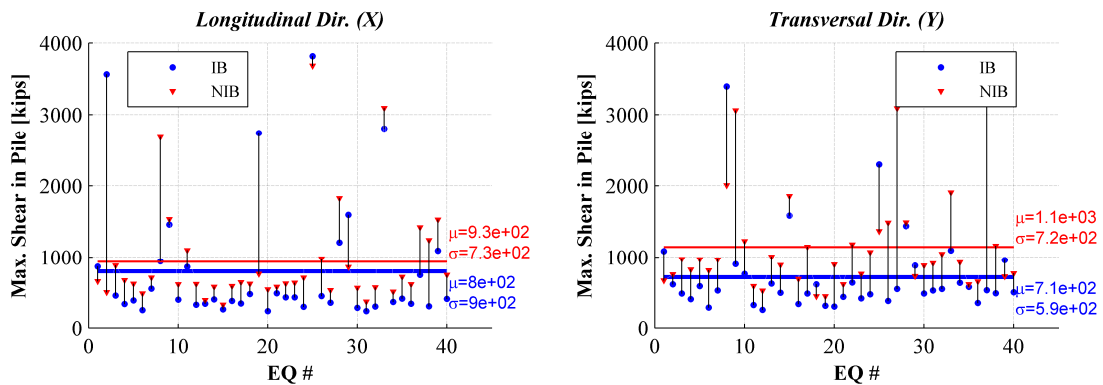 Longitudinal Dir. (X)
Max. Shear in Pile [kips]
4000
3000
2000
1000
0
IB
NIB
μ=9.3e+02
σ=7.3e+02
μ=8e+02
σ=9e+02
0
10
20
30
40
50
EQ #
Transversal Dir. (Y)
Max. Shear in Pile [kips]
4000
3000
2000
1000
0
IB
NIB
μ=1.1e+03
σ=7.2e+02
μ=7.1e+02
σ=5.9e+02
0
10
20
30
40
50
EQ #